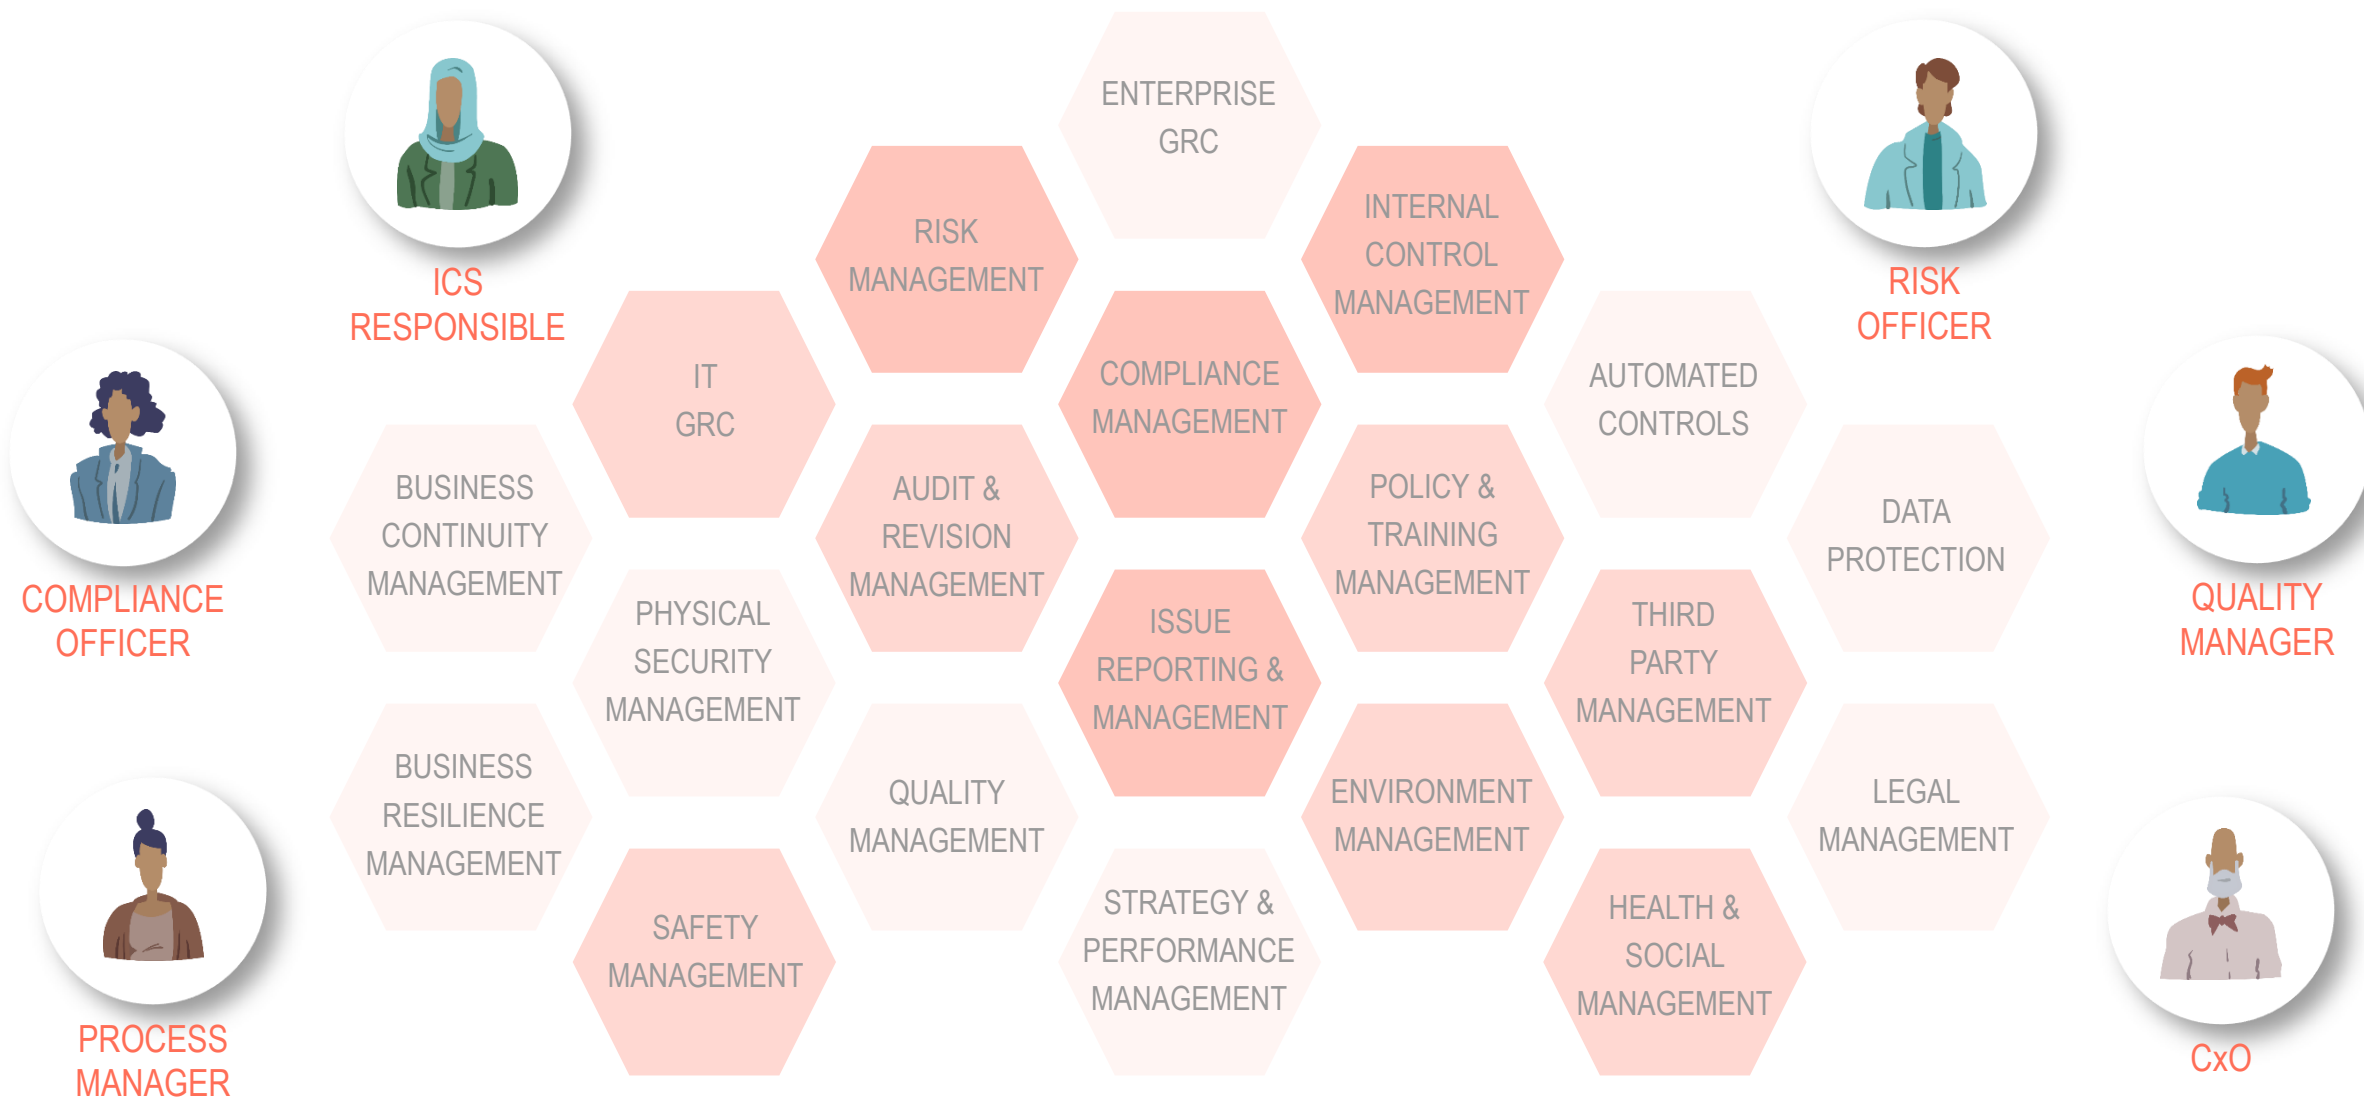 ENTERPRISE
GRC
RISK
MANAGEMENT
INTERNAL
CONTROL
MANAGEMENT
ICS
RESPONSIBLE
RISK
OFFICER
IT
GRC
COMPLIANCE
MANAGEMENT
AUTOMATED
CONTROLS
BUSINESS
CONTINUITY
MANAGEMENT
AUDIT &
REVISION
MANAGEMENT
POLICY &
TRAINING
MANAGEMENT
DATA
PROTECTION
COMPLIANCE
OFFICER
QUALITY
MANAGER
PHYSICAL
SECURITY
MANAGEMENT
ISSUE
REPORTING &
MANAGEMENT
THIRD
PARTY
MANAGEMENT
BUSINESS
RESILIENCE
MANAGEMENT
QUALITY
MANAGEMENT
ENVIRONMENT
MANAGEMENT
LEGAL
MANAGEMENT
SAFETY
MANAGEMENT
STRATEGY &
PERFORMANCE
MANAGEMENT
HEALTH &
SOCIAL
MANAGEMENT
PROCESS
MANAGER
CxO